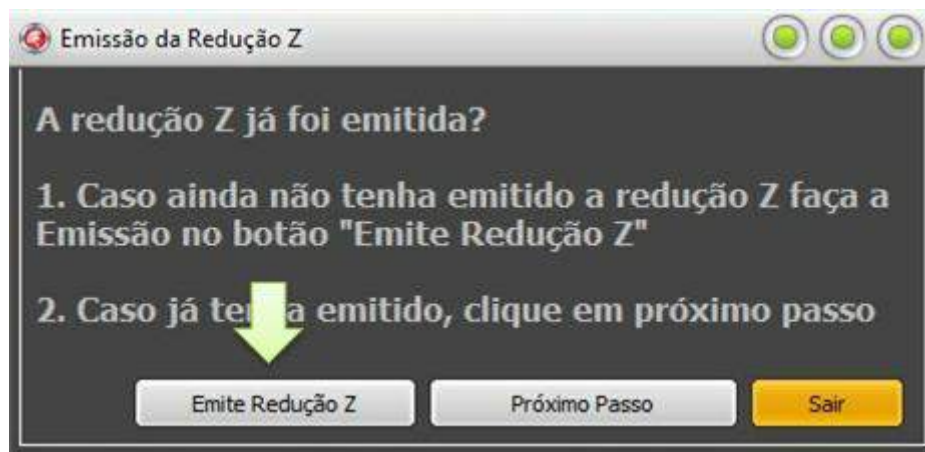 Emissão da Redução Z
A redução Z já foi emitida?
1. Caso ainda não tenha emitido a redução Z faça a
Emissão no botão "Emite Redução Z"
2. Caso já tenha emitido, clique em próximo passo
Emite Redução Z
Próximo Passo
Sair